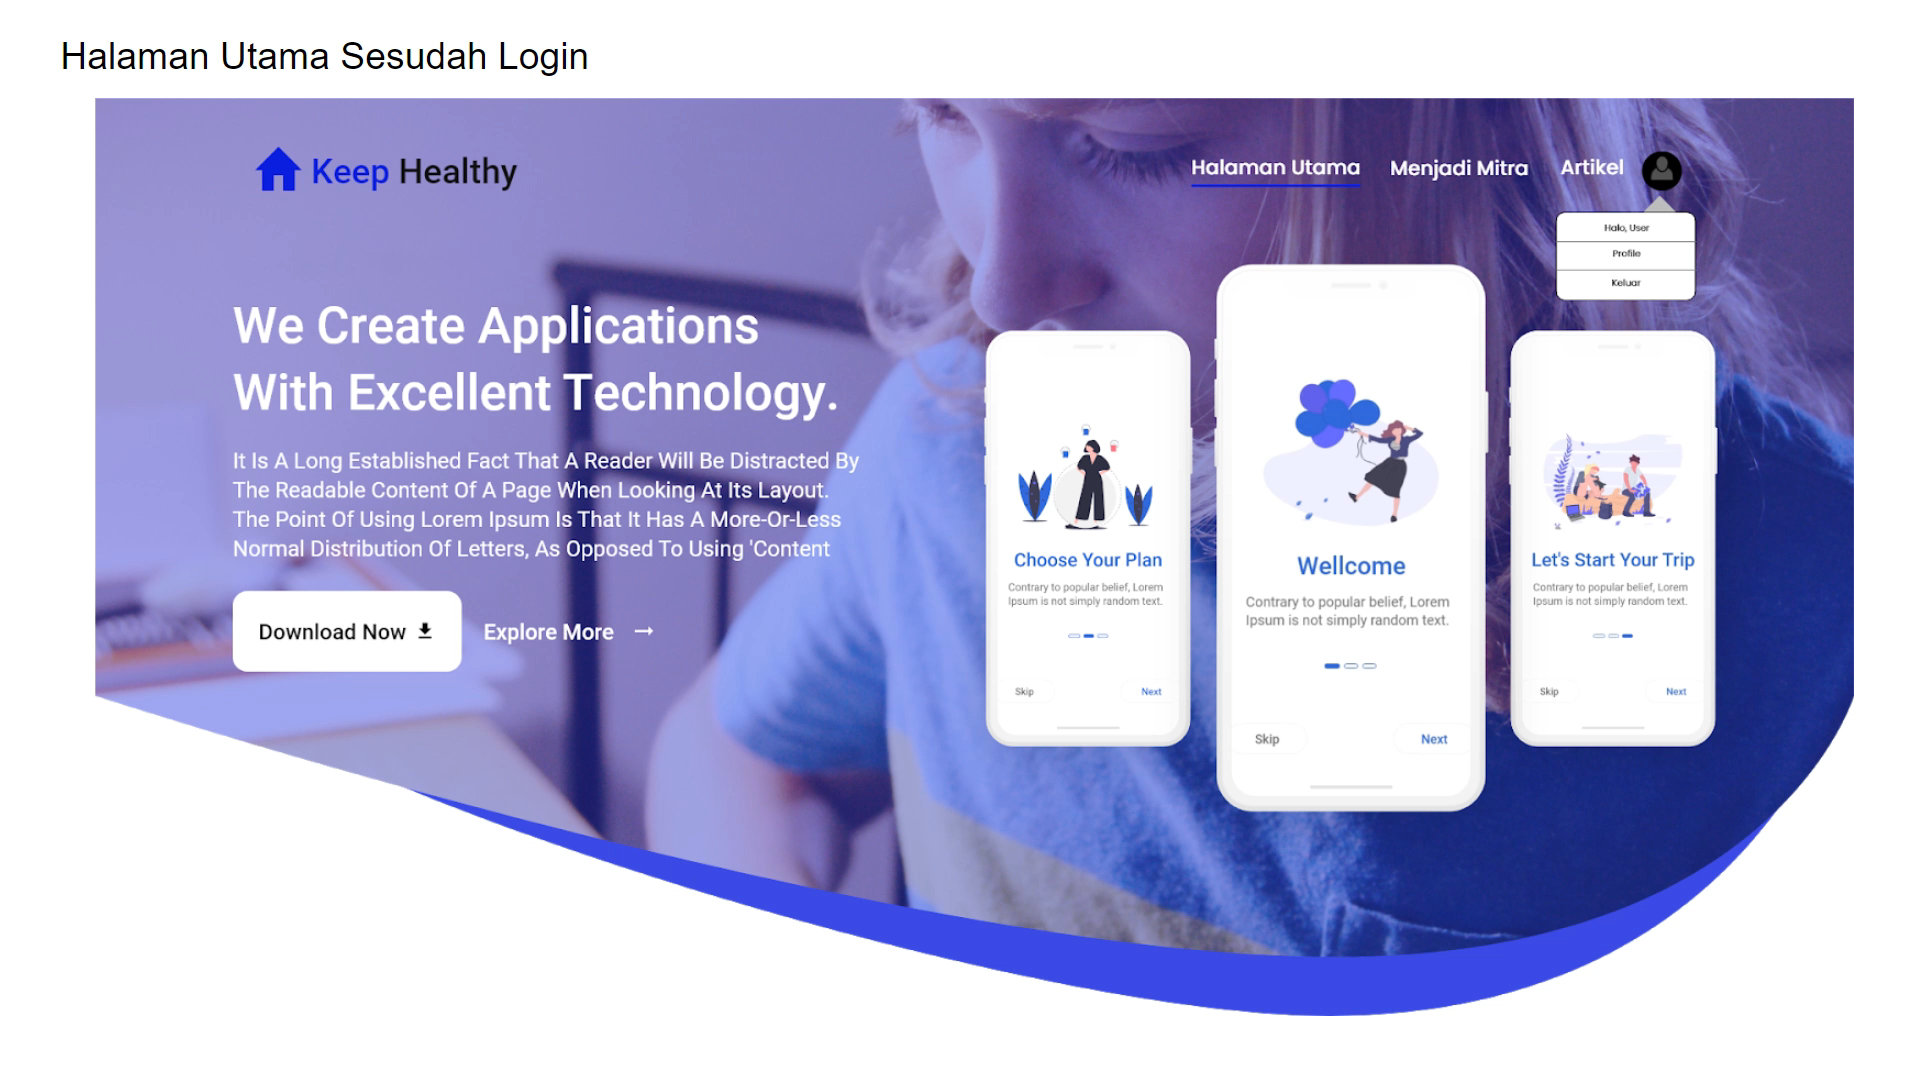 Halaman Utama Sesudah Login
Keep Healthy
Halaman Utama
Menjadi Mitra
Artikel
Halo, User
Profile
Keluar
We Create Applications
With Excellent Technology.
It Is A Long Established Fact That A Reader Will Be Distracted By
The Readable Content Of A Page When Looking At Its Layout.
The Point Of Using Lorem Ipsum Is That It Has A More-Or-Less
Normal Distribution Of Letters, As Opposed To Using 'Content
Download Now
Explore More
Choose Your Plan
Contrary to popular belief, Lorem
Ipsum is not simply random text.
Skip
Next
Wellcome
Contrary to popular belief, Lorem
Ipsum is not simply random text.
Skip
Next
Let's Start Your Trip
Contrary to popular belief, Lorem
Ipsum is not simply random text.
Skip
Next